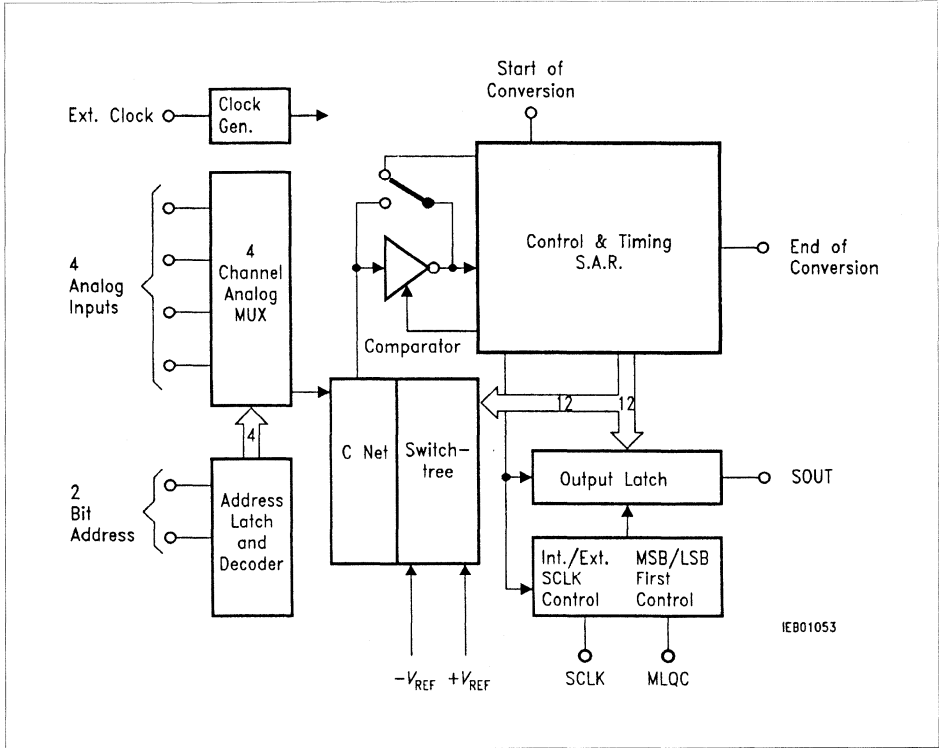 Start of
Conversion
Ext. Clock
Clock
Gen.
4
Analog
Inputs
4
Channel
Analog
MUX
Control & Timing
S.A.R.
End of
Conversion
Comparator
4
12
12
C Net
Switch-
tree
Output Latch
SOUT
2
Bit
Address
Address
Latch
and
Decoder
Int./Ext.
SCLK
Control
MSB/LSB
First
Control
IEB01053
-VREF
+VREF
SCLK
MLQC